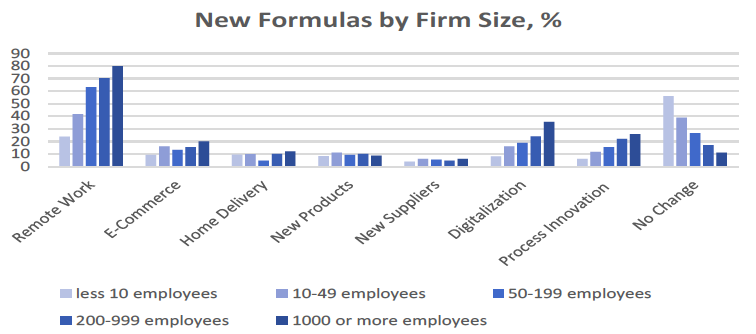 New Formulas by Firm Size, %
90
80
70
60
50
40
30
20
10
0
Remote Work
E-Commerce
Home Delivery
New Products
New Suppliers
Digitalization
Process Innovation
No Change
less 10 employees
10-49 employees
50-199 employees
200-999 employees
1000 or more employees